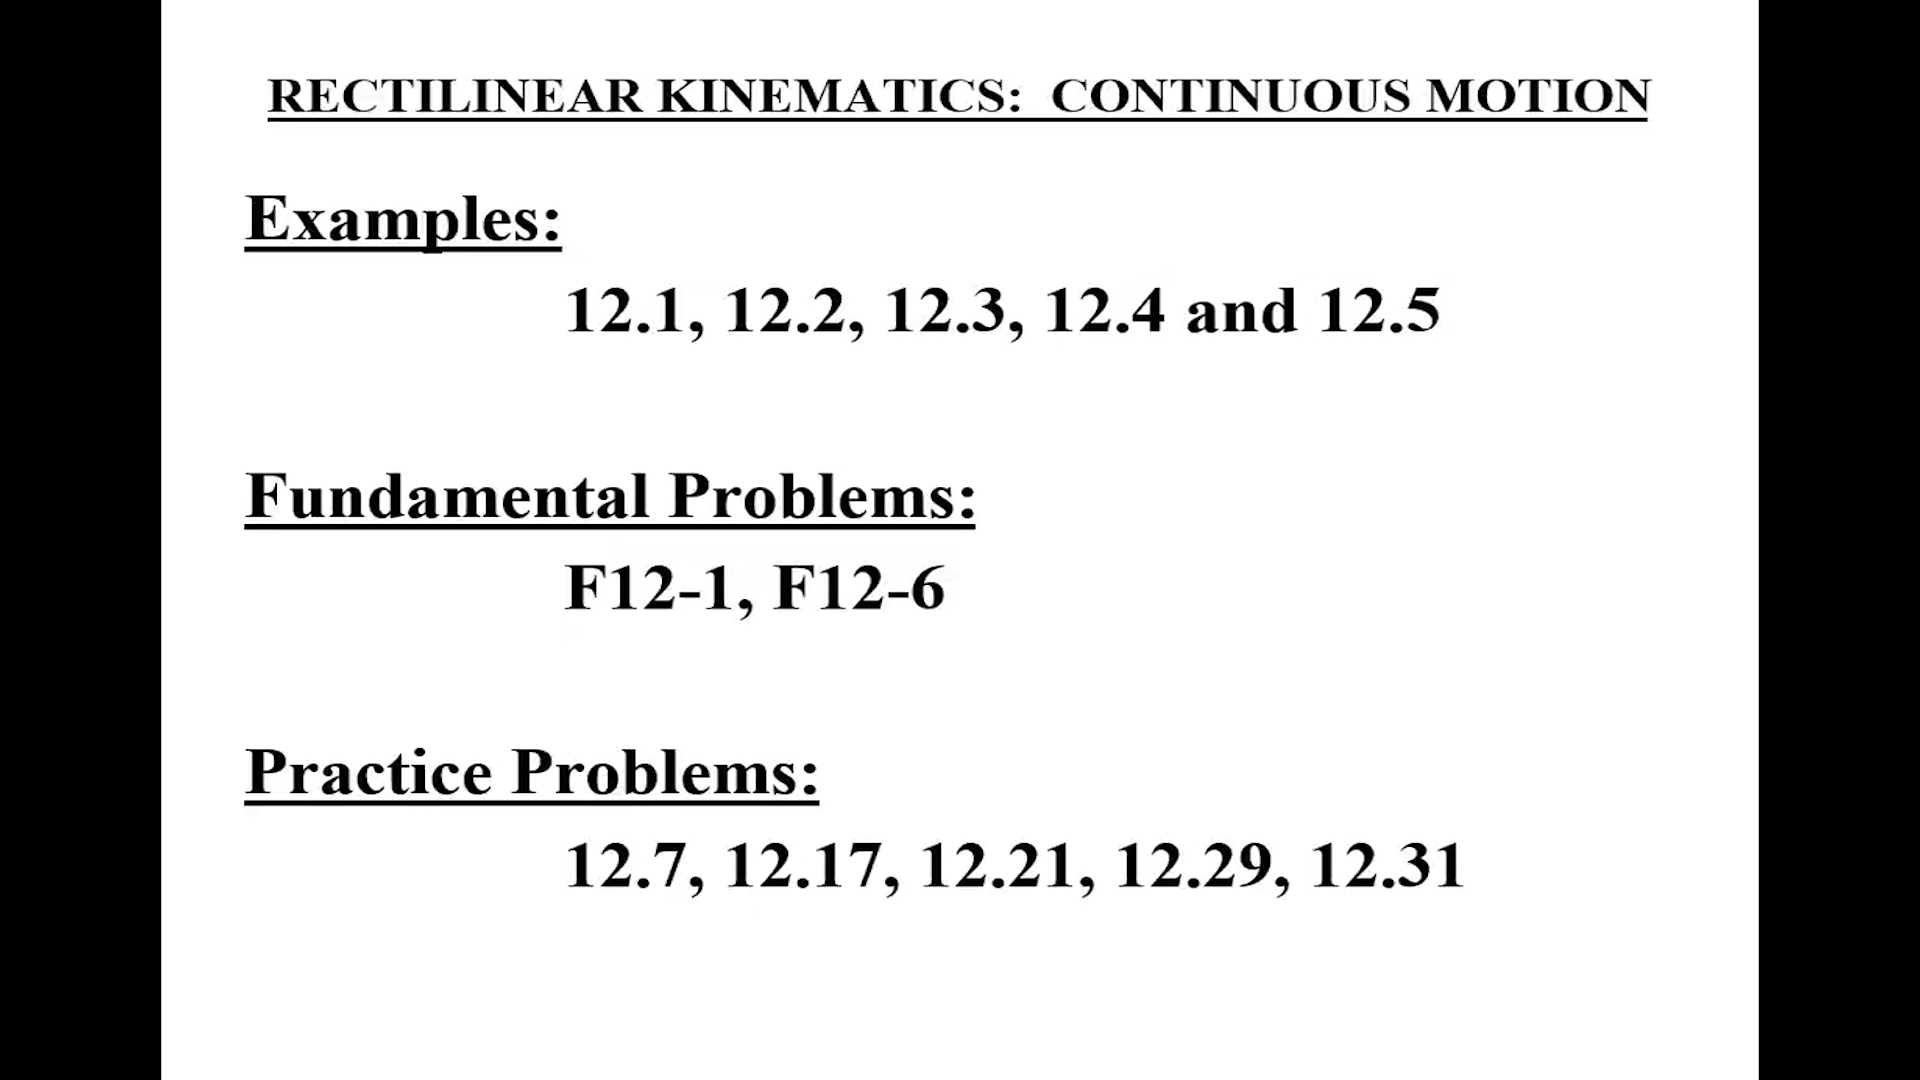 RECTILINEAR KINEMATICS: CONTINUOUS MOTION
Examples:
12.1, 12.2, 12.3, 12.4 and 12.5
Fundamental Problems:
F12-1, F12-6
Practice Problems:
12.7, 12.17, 12.21, 12.29, 12.31